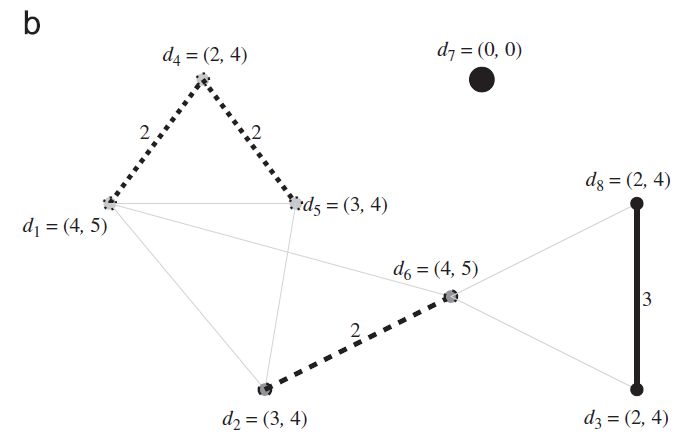 b
d₄ = (2, 4)
d₇ = (0, 0)
2
2
d₈ = (2, 4)
d₅ = (3, 4)
d₁ = (4, 5)
d₆ = (4, 5)
3
2
d₂ = (3, 4)
d₃ = (2, 4)